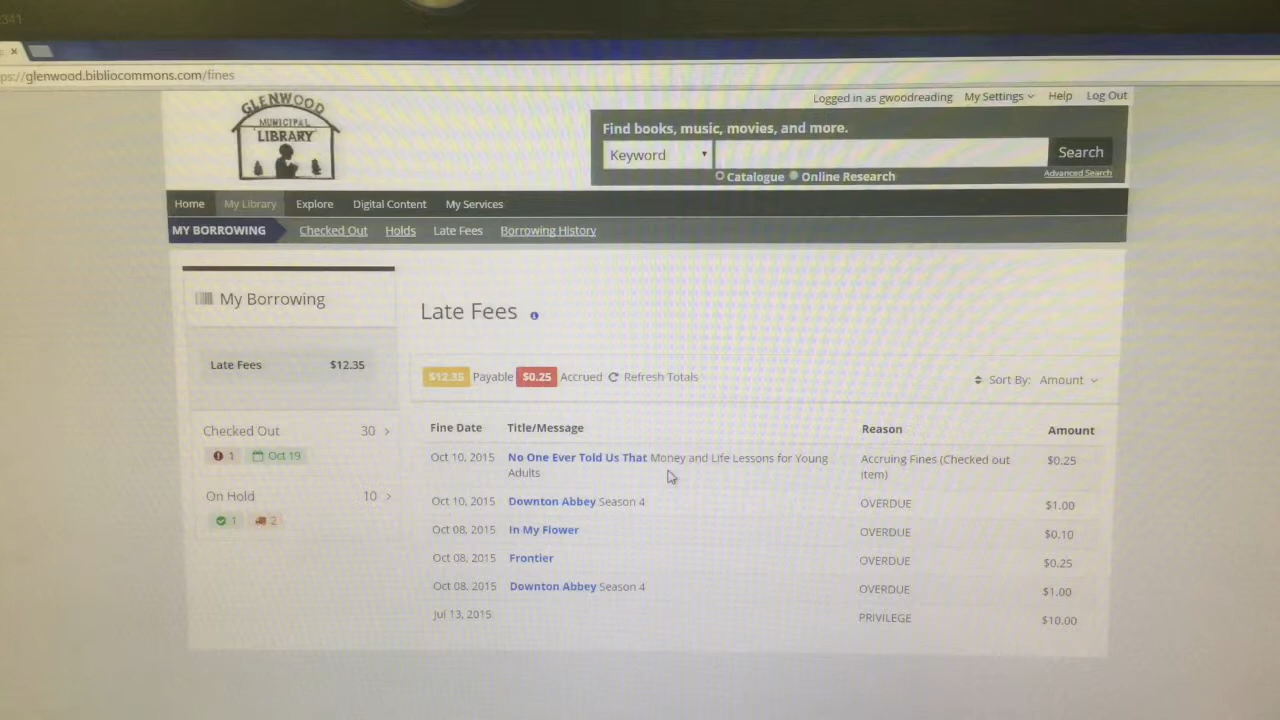 2341
ps://glenwood.bibliocommons.com/fines
GLENWOOD
MUNICIPAL
LIBRARY
Logged in as gwoodreading My Settings Help Log Out
Find books, music, movies, and more.
Keyword Search
Catalogue Online Research Advanced Search
Home My Library Explore Digital Content My Services
MY BORROWING Checked Out Holds Late Fees Borrowing History
My Borrowing
Late Fees $12.35
Checked Out 30
1 Oct 19
On Hold 10
1 2
Late Fees
$12.35 Payable $0.25 Accrued Refresh Totals Sort By: Amount
Fine Date Title/Message Reason Amount
Oct 10, 2015 No One Ever Told Us That Money and Life Lessons for Young Accruing Fines (Checked out $0.25
Adults item)
Oct 10, 2015 Downton Abbey Season 4 OVERDUE $1.00
Oct 08, 2015 In My Flower OVERDUE $0.10
Oct 08, 2015 Frontier OVERDUE $0.25
Oct 08, 2015 Downton Abbey Season 4 OVERDUE $1.00
Jul 13, 2015 PRIVILEGE $10.00